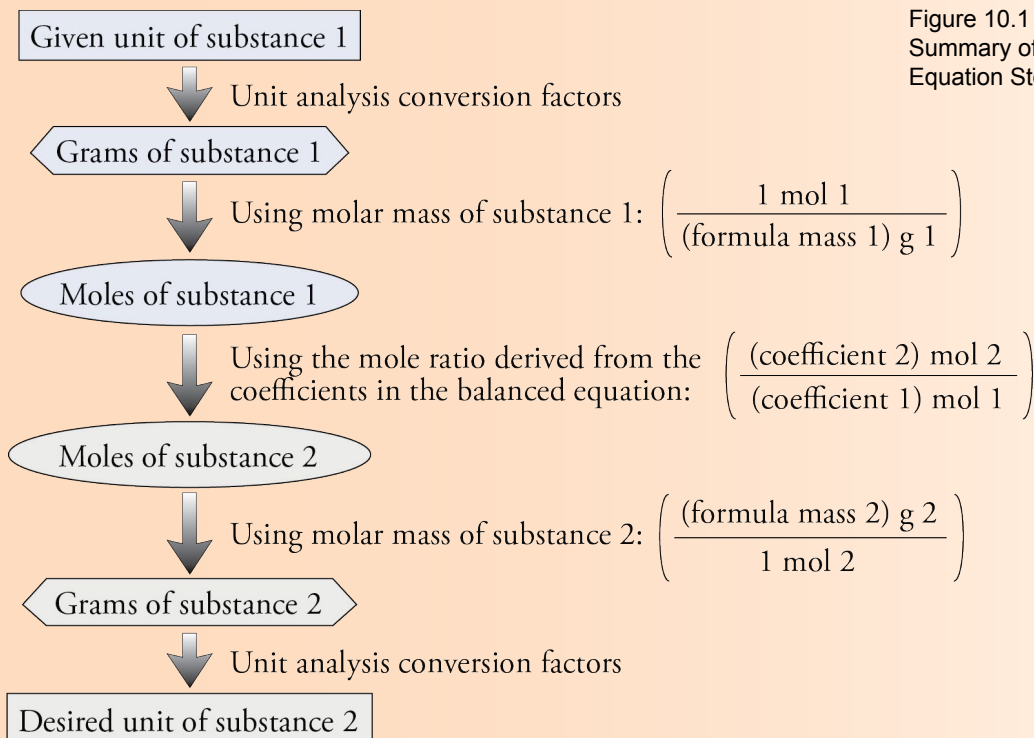 Given unit of substance 1
Figure 10.1
Summary of
Equation St
Unit analysis conversion factors
Grams of substance 1
Using molar mass of substance 1: ( 1 mol 1 / (formula mass 1) g 1 )
Moles of substance 1
Using the mole ratio derived from the
coefficients in the balanced equation: ( (coefficient 2) mol 2 / (coefficient 1) mol 1 )
Moles of substance 2
Using molar mass of substance 2: ( (formula mass 2) g 2 / 1 mol 2 )
Grams of substance 2
Unit analysis conversion factors
Desired unit of substance 2